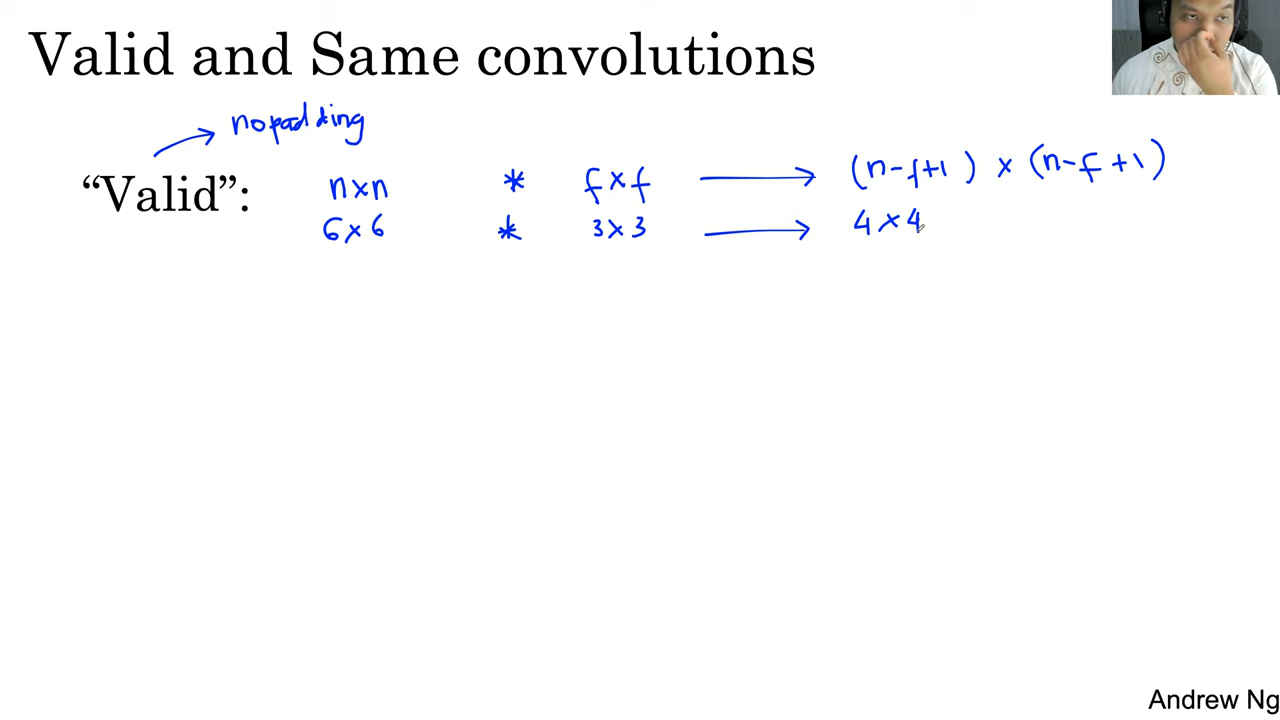 Valid and Same convolutions
no padding
“Valid”: n×n * f×f → (n-f+1) × (n-f+1)
6×6 * 3×3 → 4×4
Andrew Ng